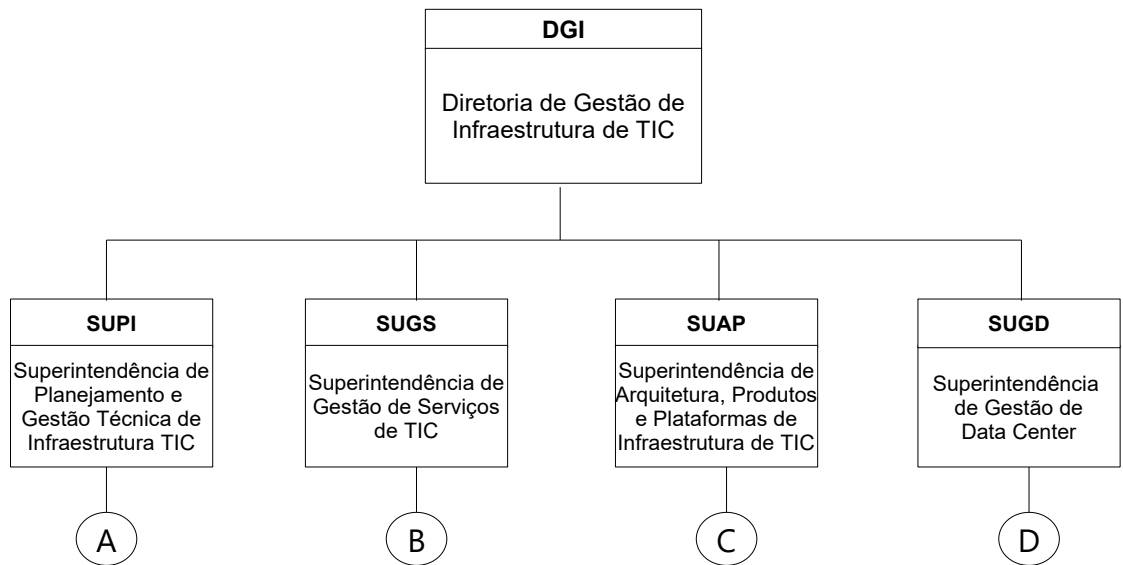 DGI
Diretoria de Gestão de
Infraestrutura de TIC
SUPI
Superintendência de
Planejamento e
Gestão Técnica de
Infraestrutura TIC
A
SUGS
Superintendência de
Gestão de Serviços
de TIC
B
SUAP
Superintendência de
Arquitetura, Produtos
e Plataformas de
Infraestrutura de TIC
C
SUGD
Superintendência
de Gestão de
Data Center
D